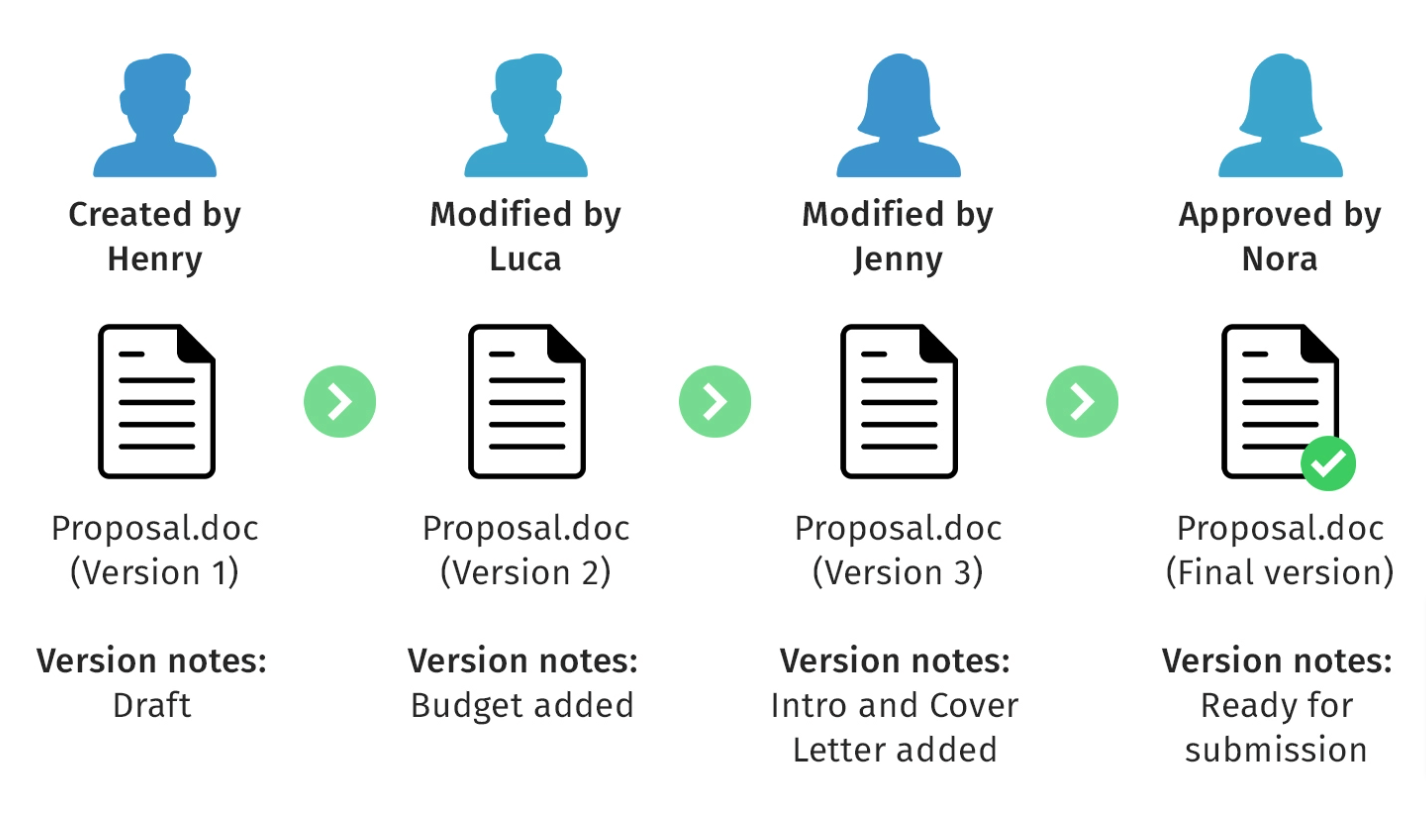 Created by
Henry
Modified by
Luca
Modified by
Jenny
Approved by
Nora
Proposal.doc
(Version 1)
Proposal.doc
(Version 2)
Proposal.doc
(Version 3)
Proposal.doc
(Final version)
Version notes:
Draft
Version notes:
Budget added
Version notes:
Intro and Cover
Letter added
Version notes:
Ready for
submission